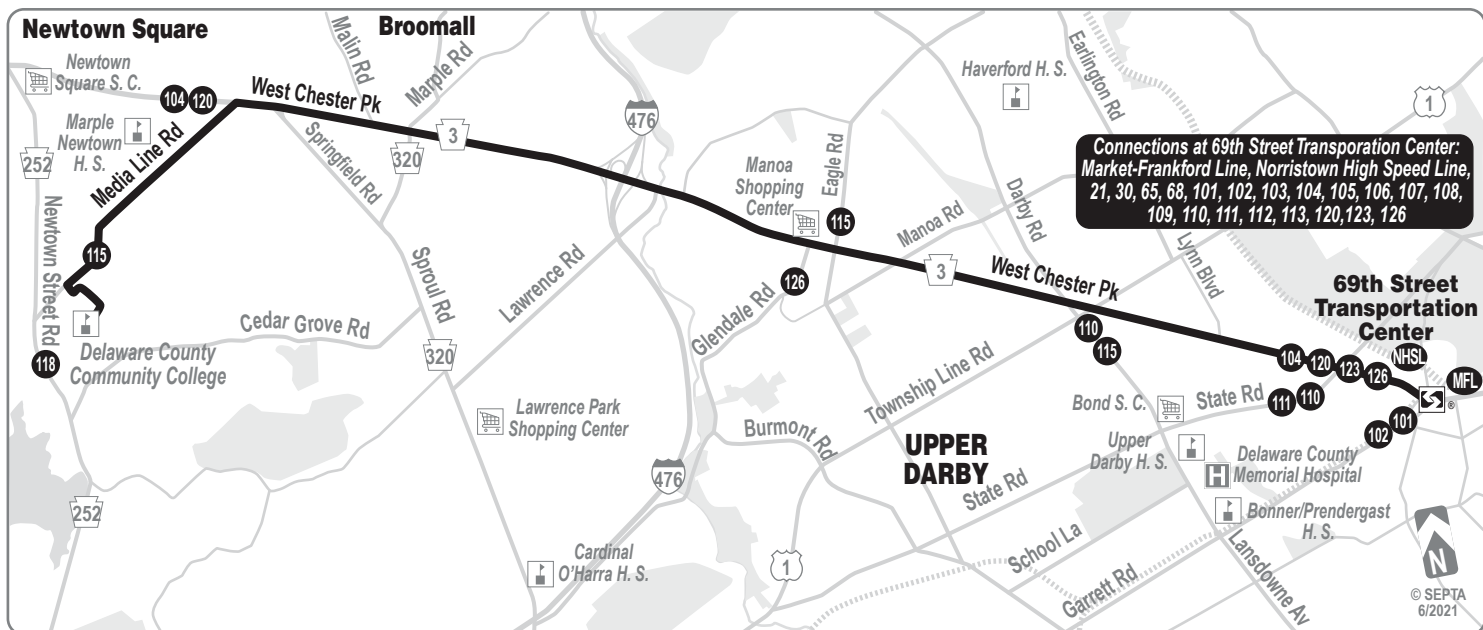 Newtown Square
Broomall
Newtown
Square S. C.
Malin Rd
Marple Rd
104
120
West Chester Pk
3
Marple
Newtown
H. S.
252
Media Line Rd
Springfield Rd
320
476
Haverford H. S.
Earlington Rd
1
Connections at 69th Street Transporation Center:
Market-Frankford Line, Norristown High Speed Line,
21, 30, 65, 68, 101, 102, 103, 104, 105, 106, 107, 108,
109, 110, 111, 112, 113, 120,123, 126
Manoa
Shopping
Center
Eagle Rd
115
Manoa Rd
Darby Rd
Lynn Blvd
Newtown Street Rd
115
Sproul Rd
Lawrence Rd
126
Glendale Rd
3
West Chester Pk
69th Street
Transportation
Center
118
Delaware County
Community College
Cedar Grove Rd
320
110
115
104
120
123
126
NHSL
MFL
®
Township Line Rd
Bond S. C.
State Rd
111
110
101
102
Lawrence Park
Shopping Center
Burmont Rd
UPPER
DARBY
Upper
Darby H. S.
H
Delaware County
Memorial Hospital
476
State Rd
Bonner/Prendergast
H. S.
252
Cardinal
O'Harra H. S.
1
School La
Garrett Rd
Lansdowne Av
N
© SEPTA
6/2021